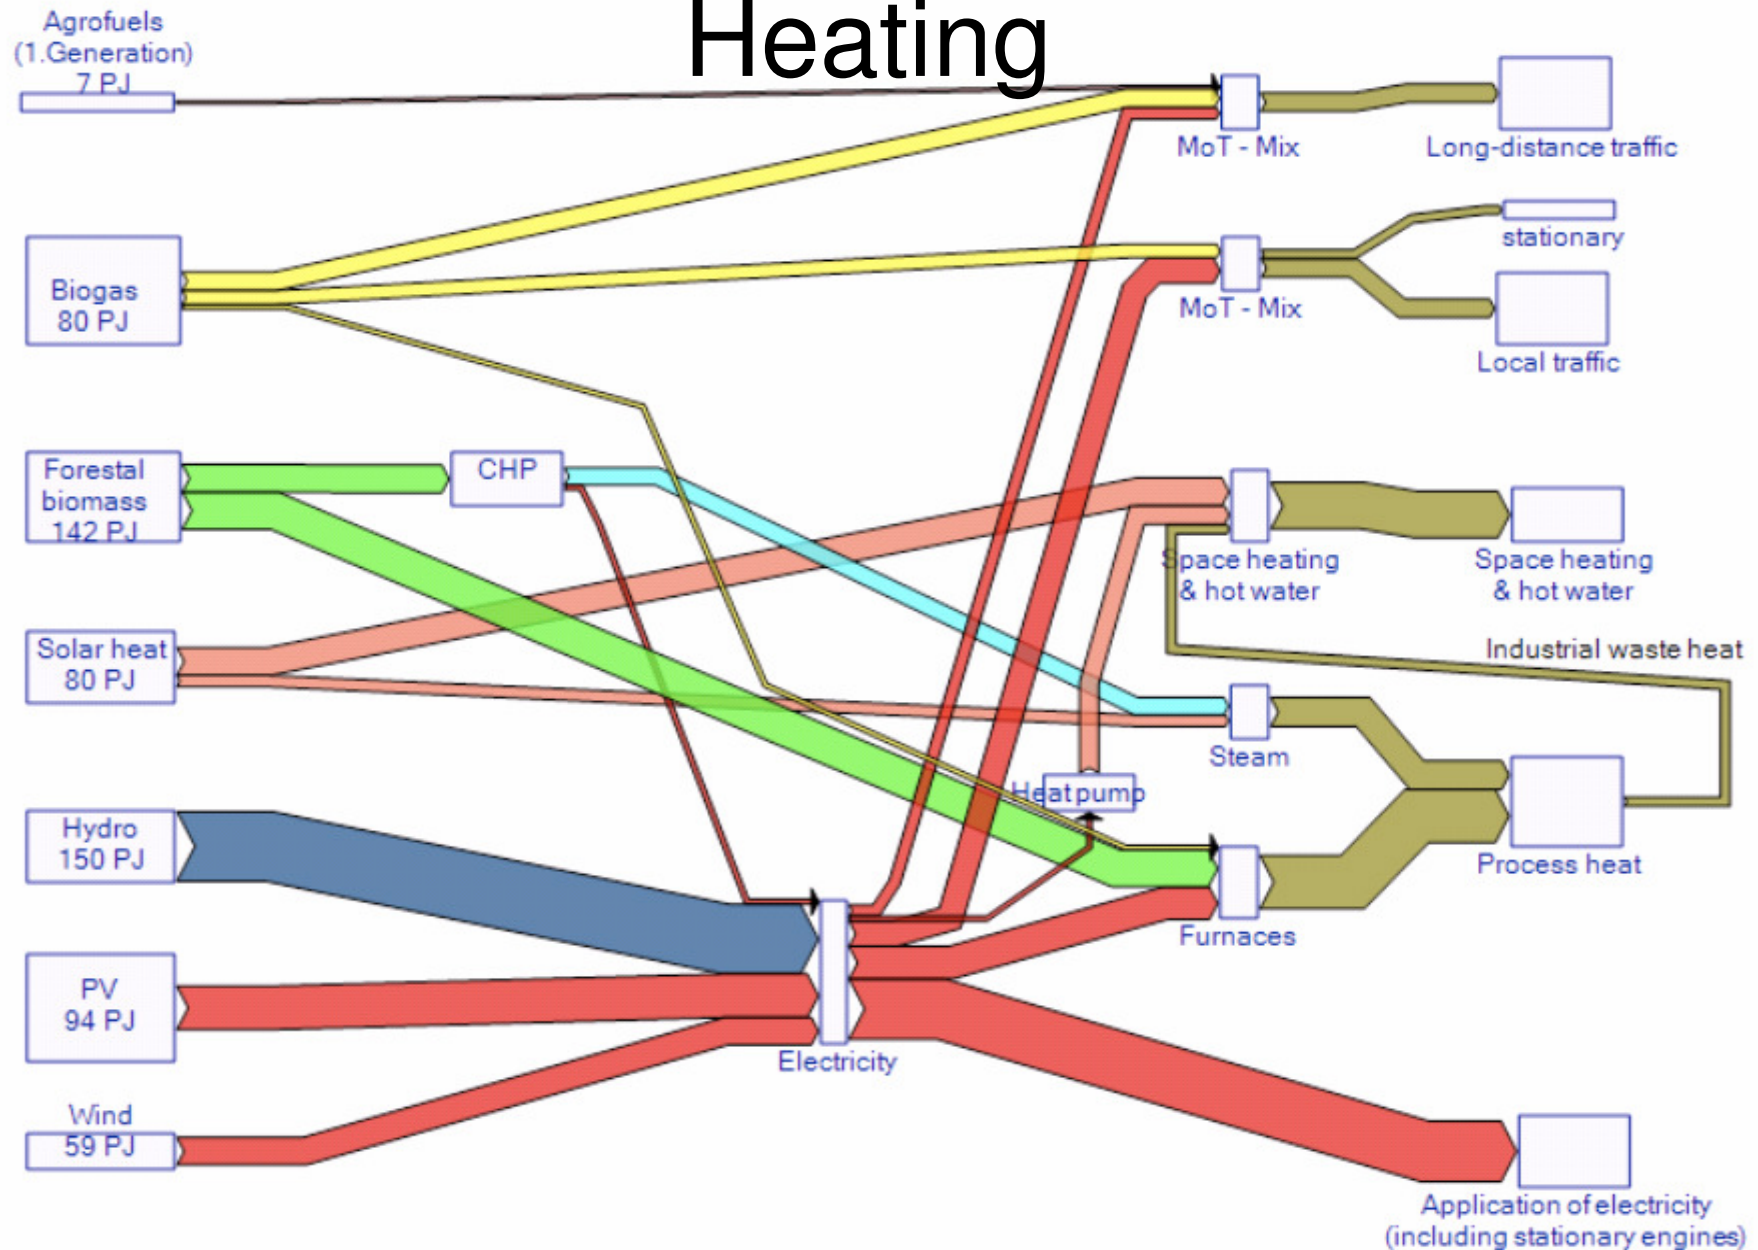 Heating
Agrofuels
(1.Generation)
7 PJ
MoT - Mix
Long-distance traffic
stationary
Biogas
80 PJ
MoT - Mix
Local traffic
Forestal
biomass
142 PJ
CHP
Space heating
& hot water
Space heating
& hot water
Solar heat
80 PJ
Industrial waste heat
Steam
Heat pump
Hydro
150 PJ
Process heat
Furnaces
PV
94 PJ
Electricity
Wind
59 PJ
Application of electricity
(including stationary engines)